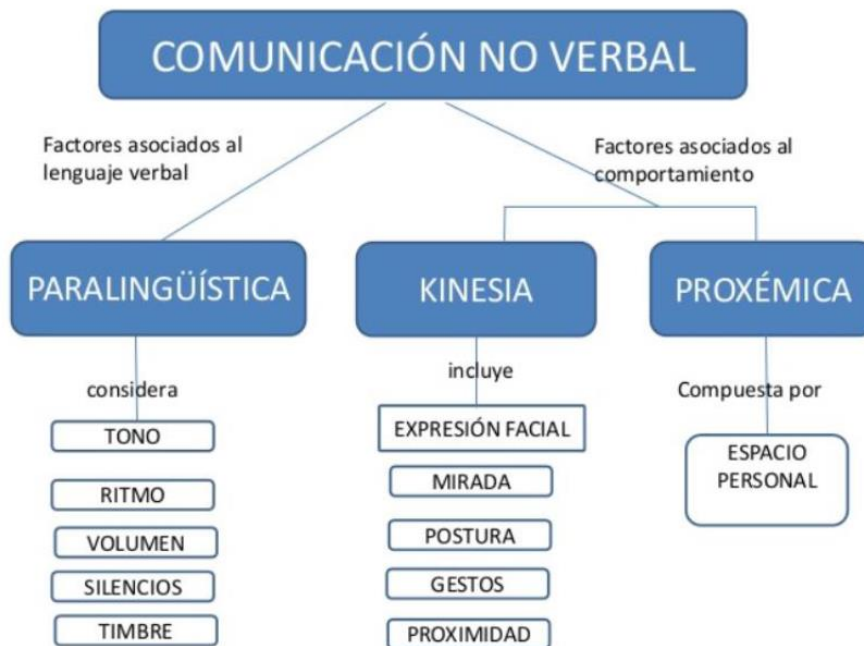 COMUNICACIÓN NO VERBAL
Factores asociados al
lenguaje verbal
Factores asociados al
comportamiento
PARALINGÜÍSTICA
KINESIA
PROXÉMICA
considera
incluye
Compuesta por
TONO
RITMO
VOLUMEN
SILENCIOS
TIMBRE
EXPRESIÓN FACIAL
MIRADA
POSTURA
GESTOS
PROXIMIDAD
ESPACIO
PERSONAL